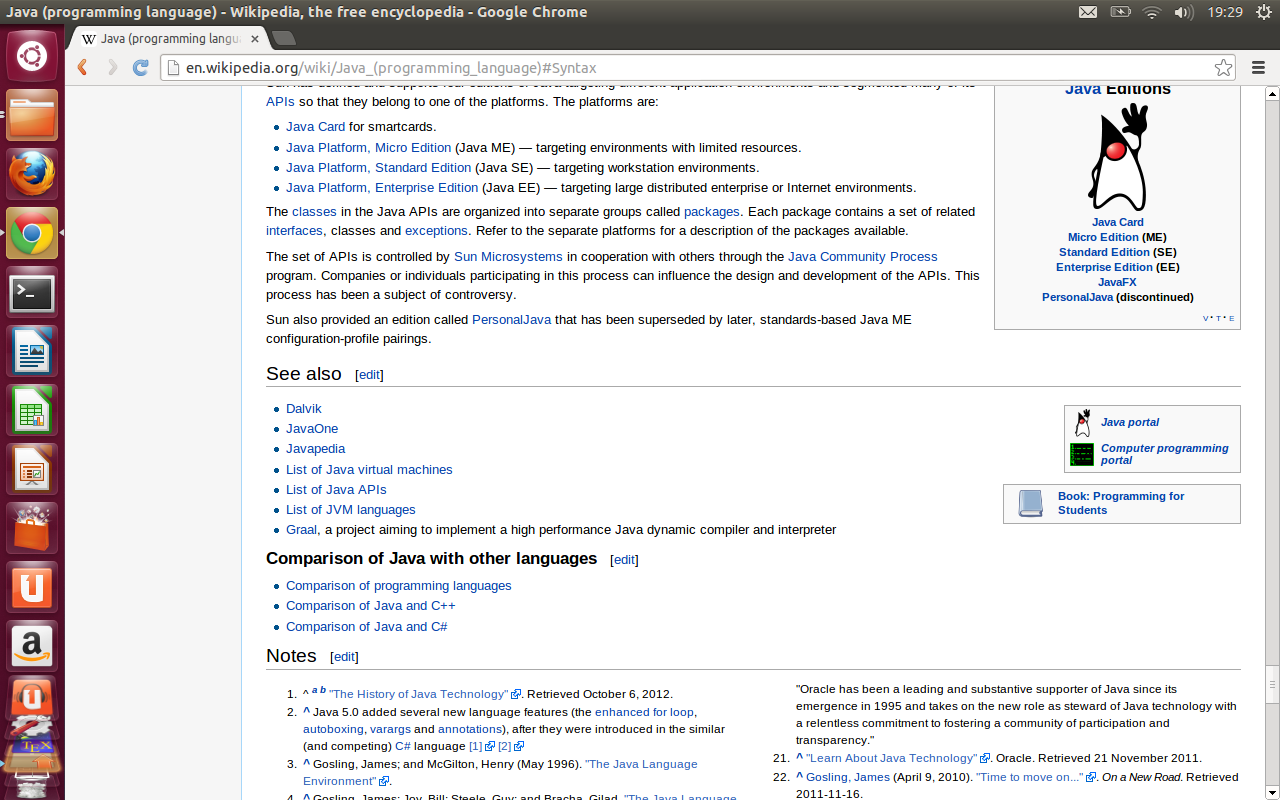 Java (programming language) - Wikipedia, the free encyclopedia - Google Chrome
19:29
W Java (programming langu
en.wikipedia.org/wiki/Java_(programming_language)#Syntax
Sun has defined and supports four editions of Java targeting different application environments and segmented many of its
APIs so that they belong to one of the platforms. The platforms are:
Java Card for smartcards.
Java Platform, Micro Edition (Java ME) — targeting environments with limited resources.
Java Platform, Standard Edition (Java SE) — targeting workstation environments.
Java Platform, Enterprise Edition (Java EE) — targeting large distributed enterprise or Internet environments.
The classes in the Java APIs are organized into separate groups called packages. Each package contains a set of related
interfaces, classes and exceptions. Refer to the separate platforms for a description of the packages available.
The set of APIs is controlled by Sun Microsystems in cooperation with others through the Java Community Process
program. Companies or individuals participating in this process can influence the design and development of the APIs. This
process has been a subject of controversy.
Sun also provided an edition called PersonalJava that has been superseded by later, standards-based Java ME
configuration-profile pairings.
Java Editions
Java Card
Micro Edition (ME)
Standard Edition (SE)
Enterprise Edition (EE)
JavaFX
PersonalJava (discontinued)
V · T · E
See also [edit]
Dalvik
JavaOne
Javapedia
List of Java virtual machines
List of Java APIs
List of JVM languages
Graal, a project aiming to implement a high performance Java dynamic compiler and interpreter
Java portal
Computer programming
portal
Book: Programming for
Students
Comparison of Java with other languages [edit]
Comparison of programming languages
Comparison of Java and C++
Comparison of Java and C#
Notes [edit]
1. ^ a b "The History of Java Technology". Retrieved October 6, 2012.
2. ^ Java 5.0 added several new language features (the enhanced for loop,
autoboxing, varargs and annotations), after they were introduced in the similar
(and competing) C# language [1] [2]
3. ^ Gosling, James; and McGilton, Henry (May 1996). "The Java Language
Environment".
4. ^ Gosling, James; Joy, Bill; Steele, Guy; and Bracha, Gilad. "The Java Language
"Oracle has been a leading and substantive supporter of Java since its
emergence in 1995 and takes on the new role as steward of Java technology with
a relentless commitment to fostering a community of participation and
transparency."
21. ^ "Learn About Java Technology". Oracle. Retrieved 21 November 2011.
22. ^ Gosling, James (April 9, 2010). "Time to move on...". On a New Road. Retrieved
2011-11-16.
a
TEX